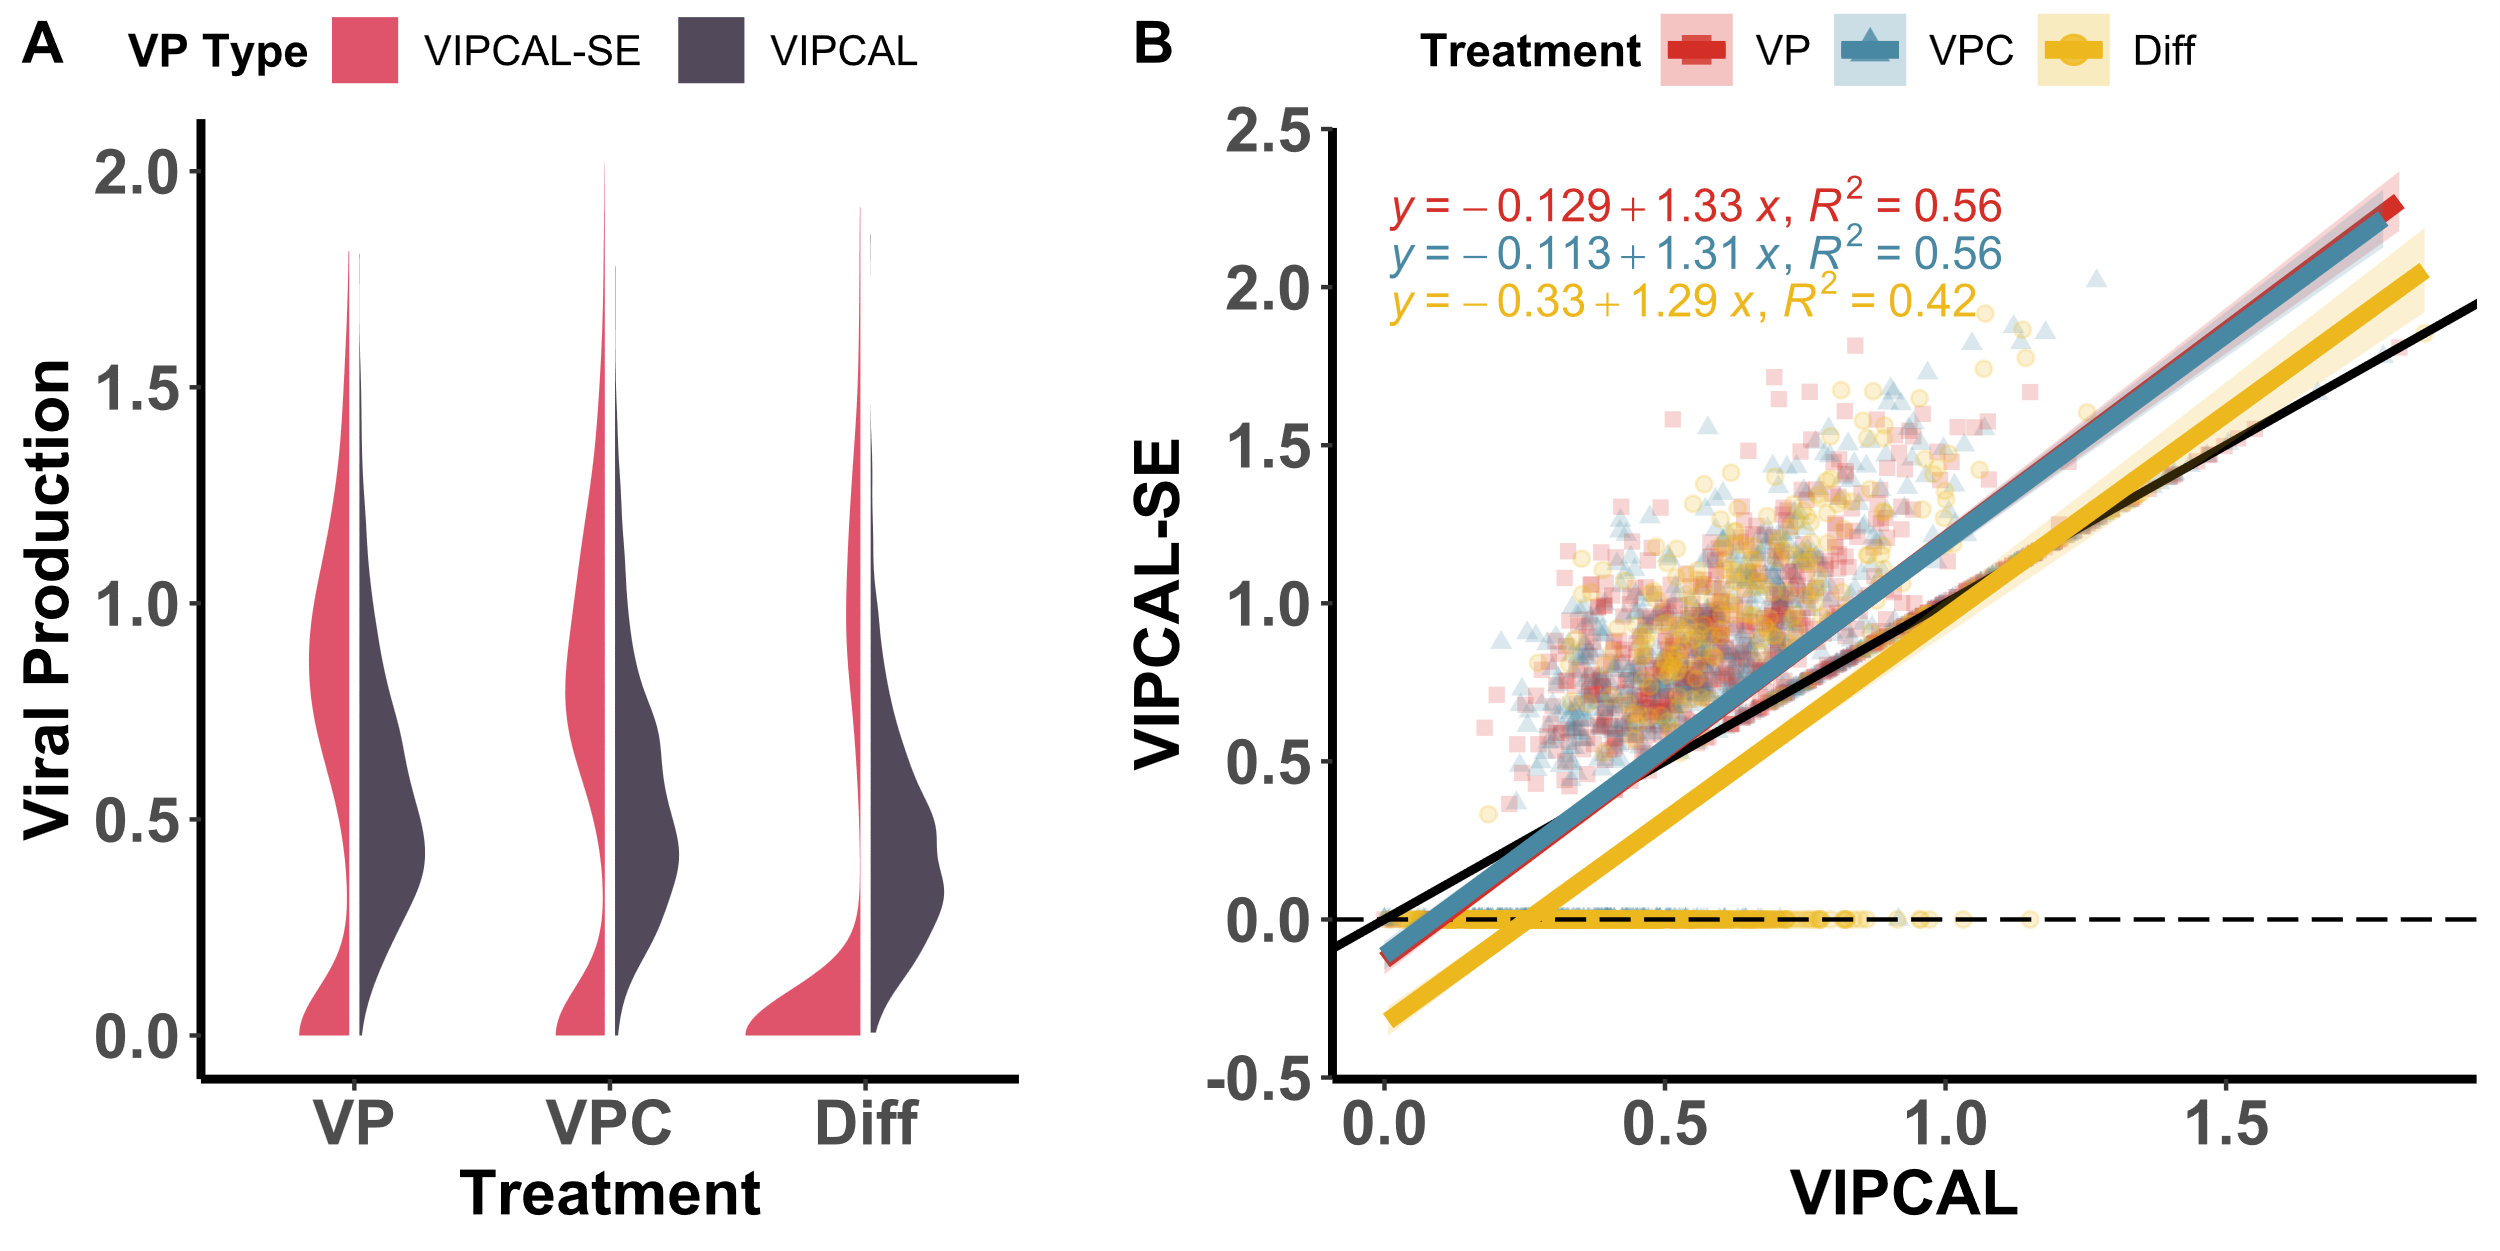 A
VP Type VIPCAL-SE VIPCAL
Viral Production
2.0
1.5
1.0
0.5
0.0
VP VPC Diff
Treatment
B
Treatment VP VPC Diff
VIPCAL-SE
2.5
2.0
1.5
1.0
0.5
0.0
-0.5
y = − 0.129 + 1.33 x, R² = 0.56
y = − 0.113 + 1.31 x, R² = 0.56
y = − 0.33 + 1.29 x, R² = 0.42
0.0 0.5 1.0 1.5
VIPCAL